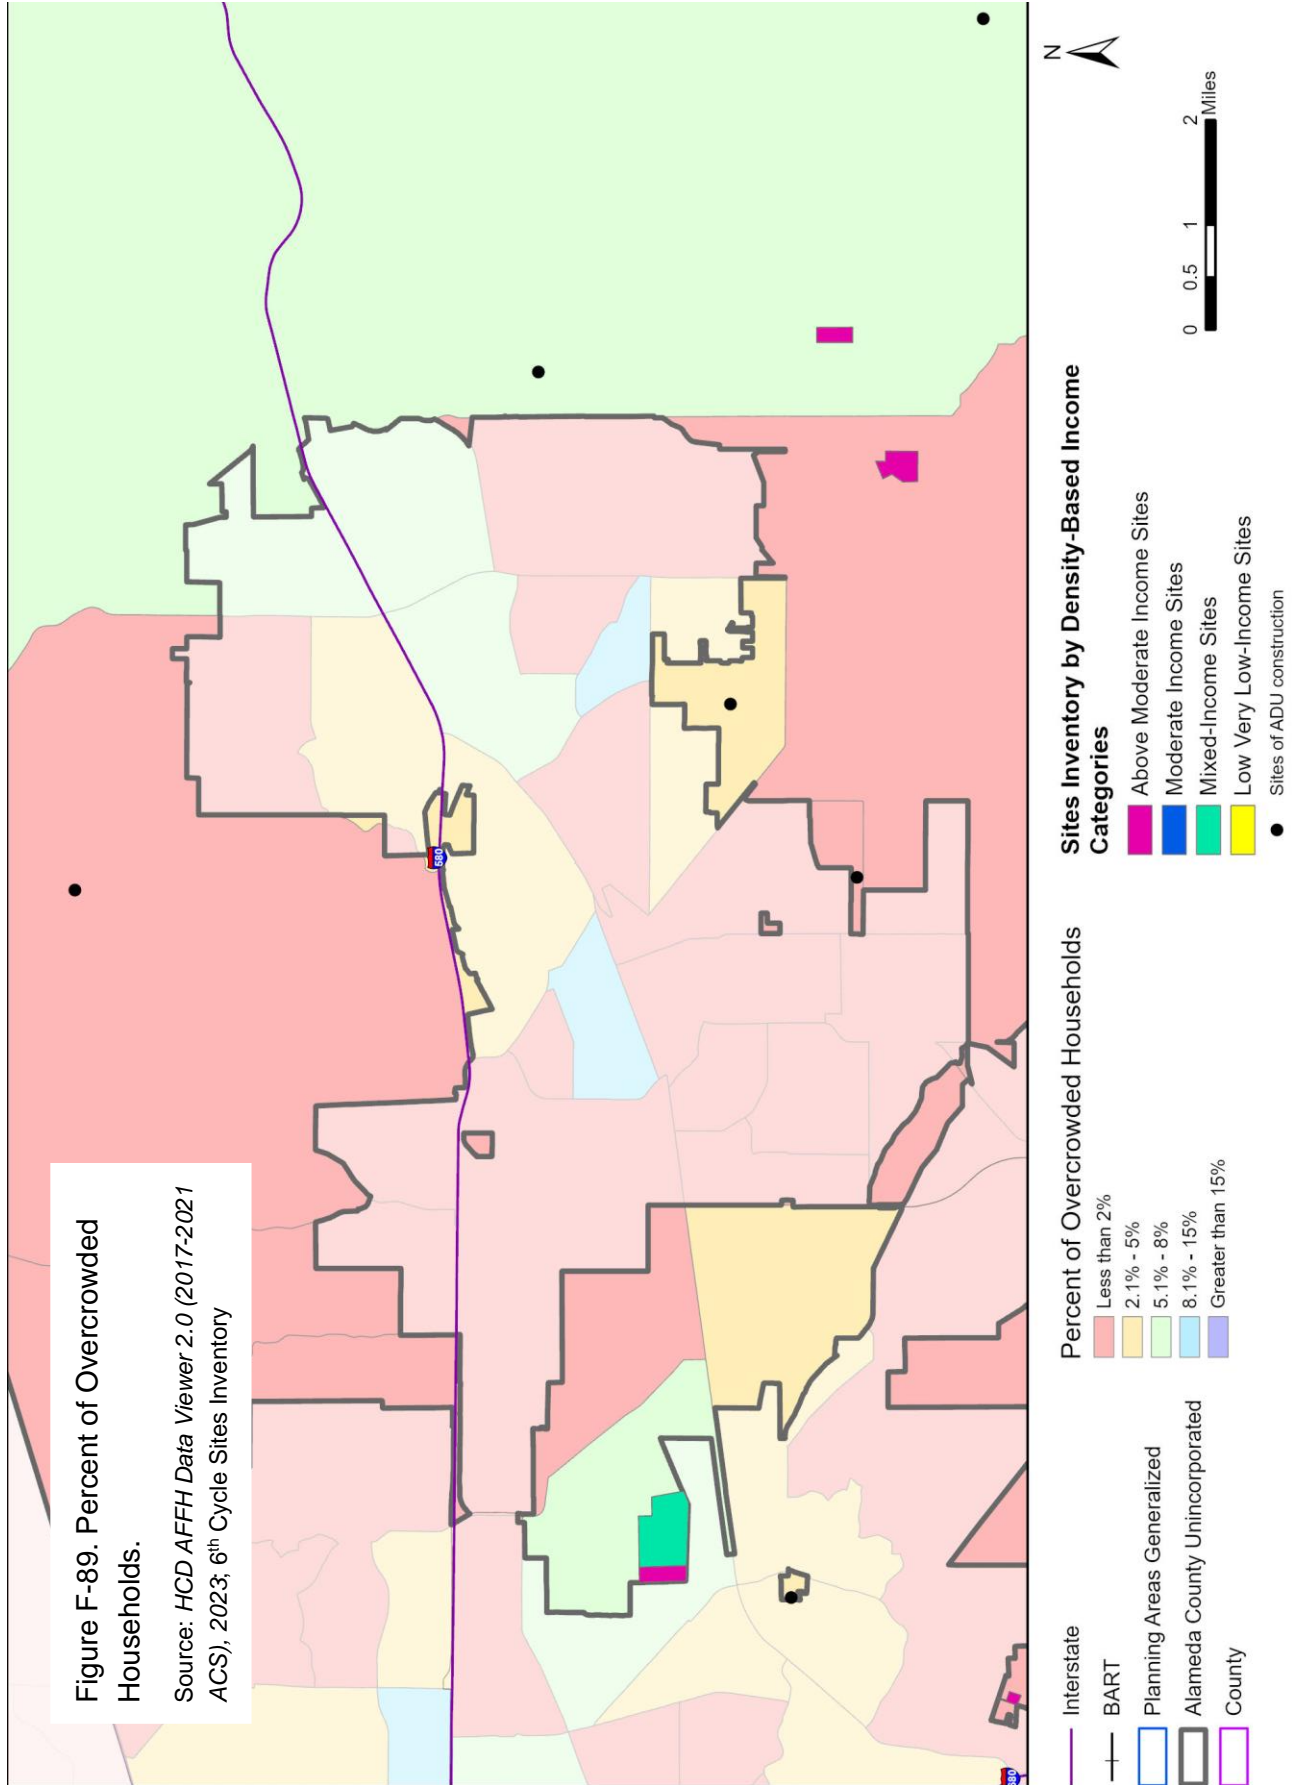 Figure F-89. Percent of Overcrowded
Households.
Source: HCD AFFH Data Viewer 2.0 (2017-2021
ACS), 2023; 6th Cycle Sites Inventory
580
680
Interstate
BART
Planning Areas Generalized
Alameda County Unincorporated
County
Percent of Overcrowded Households
Less than 2%
2.1% - 5%
5.1% - 8%
8.1% - 15%
Greater than 15%
Sites Inventory by Density-Based Income
Categories
Above Moderate Income Sites
Moderate Income Sites
Mixed-Income Sites
Low Very Low-Income Sites
Sites of ADU construction
N
0 0.5 1 2
Miles